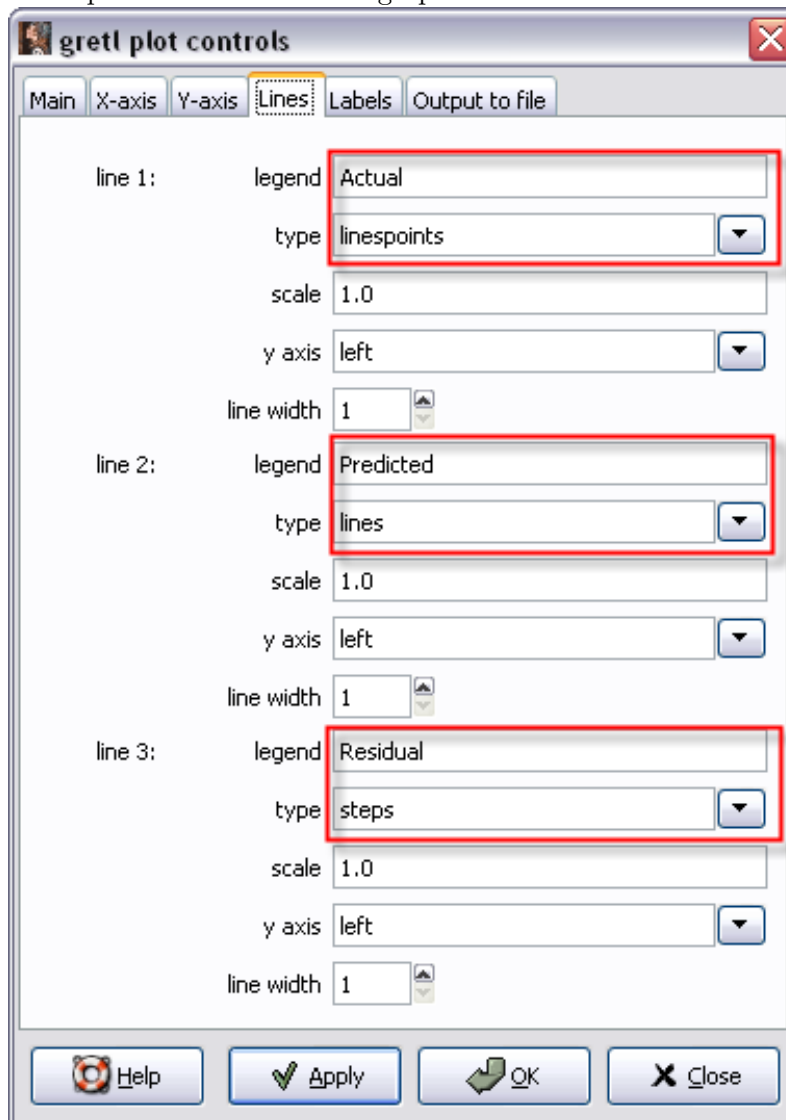 gretl plot controls
Main X-axis Y-axis Lines Labels Output to file
line 1: legend Actual
type linespoints
scale 1.0
y axis left
line width 1
line 2: legend Predicted
type lines
scale 1.0
y axis left
line width 1
line 3: legend Residual
type steps
scale 1.0
y axis left
line width 1
Help Apply OK Close